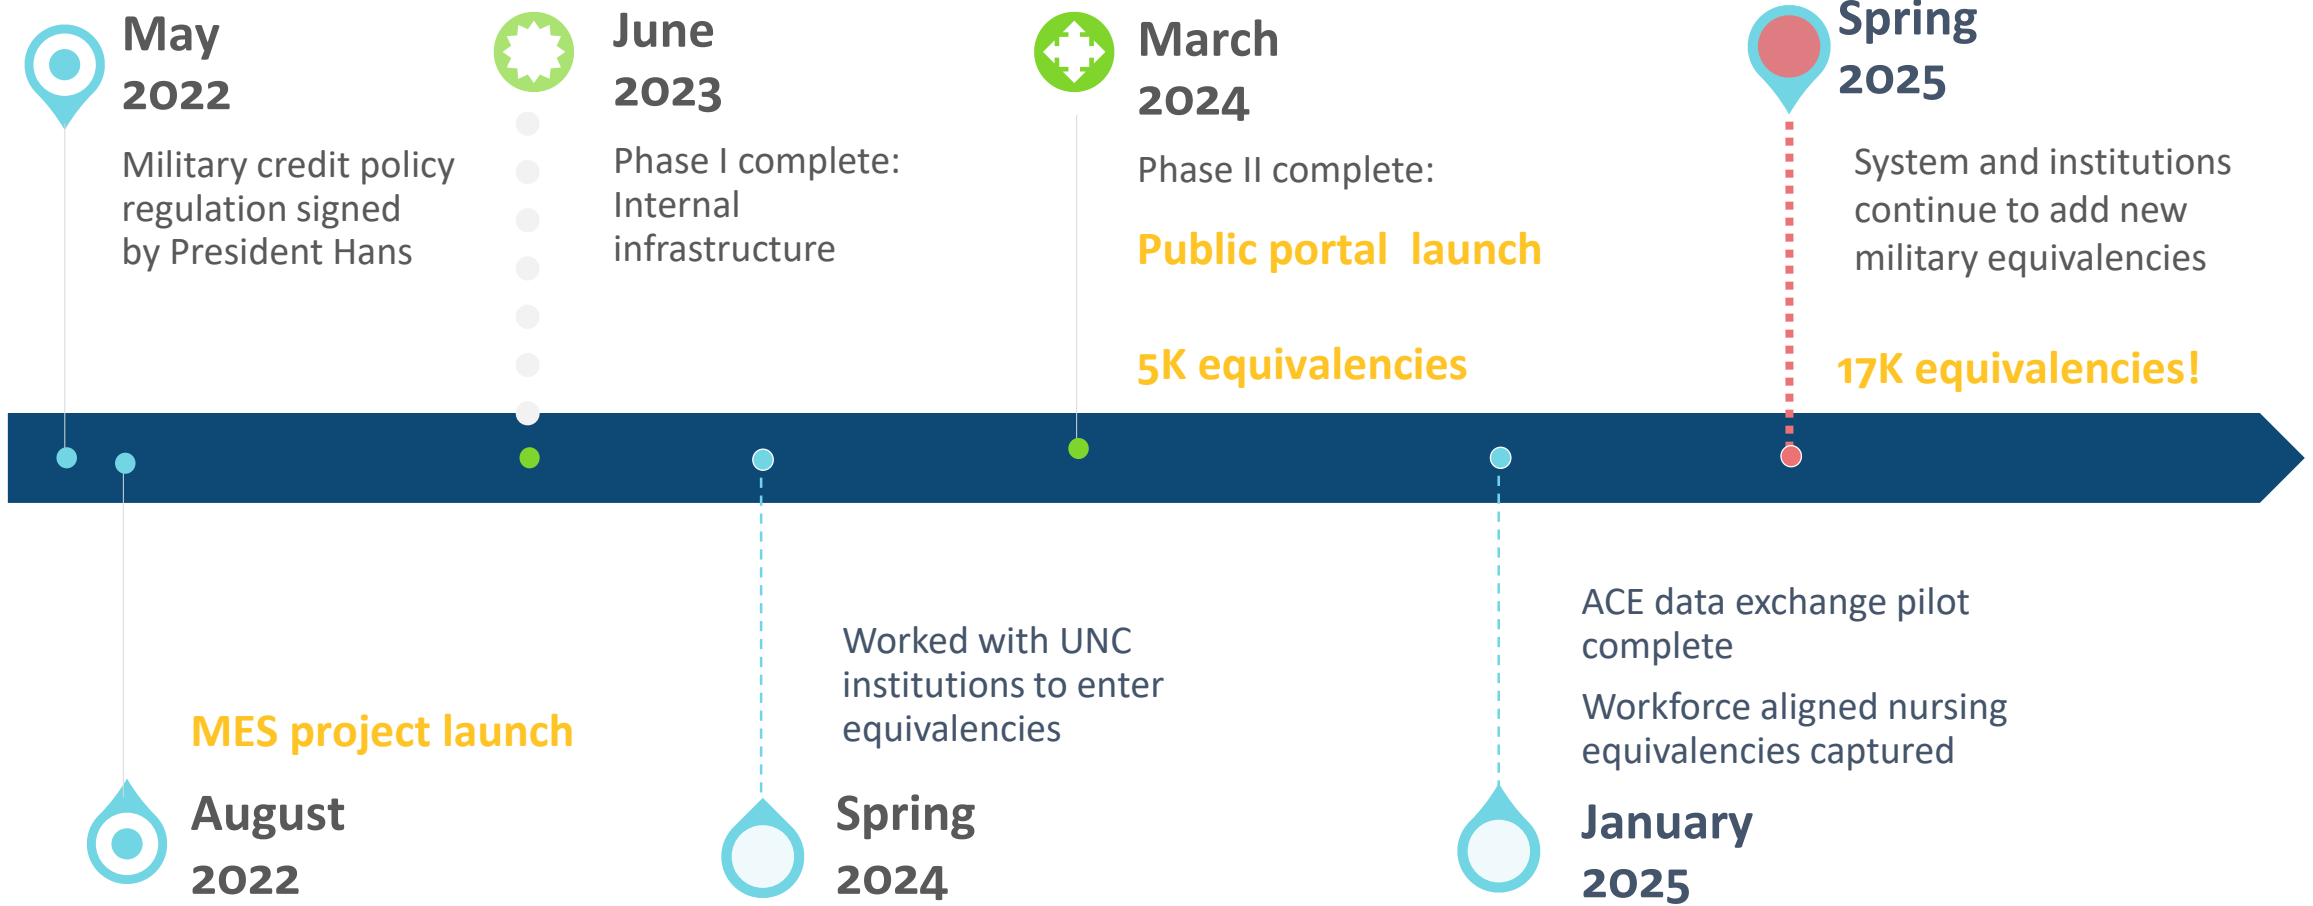 May
2022
Military credit policy
regulation signed
by President Hans
June
2023
Phase I complete:
Internal
infrastructure
March
2024
Phase II complete:
Public portal launch
5K equivalencies
Spring
2025
System and institutions
continue to add new
military equivalencies
17K equivalencies!
MES project launch
August
2022
Worked with UNC
institutions to enter
equivalencies
Spring
2024
ACE data exchange pilot
complete
Workforce aligned nursing
equivalencies captured
January
2025